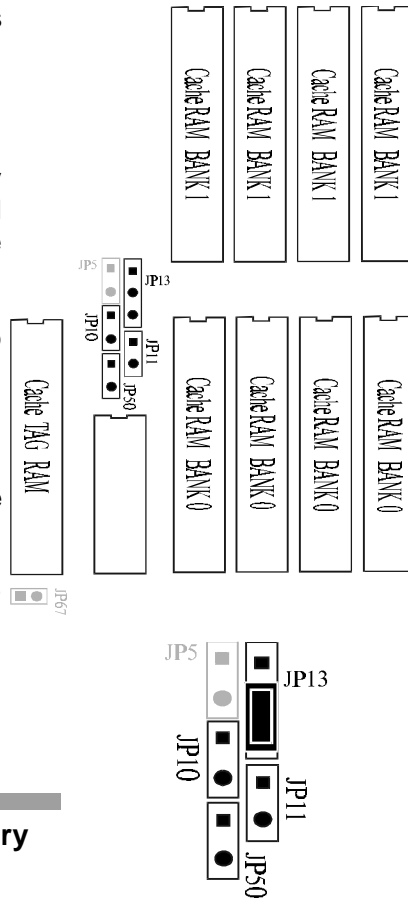 s
Cache RAM BANK 1
Cache RAM BANK 1
Cache RAM BANK 1
Cache RAM BANK 1
JP5
JP13
JP10
JP11
JP50
Cache TAG RAM
Cache RAM BANK 0
Cache RAM BANK 0
Cache RAM BANK 0
Cache RAM BANK 0
e
JP67
JP5
JP13
JP10
JP11
JP50
ry